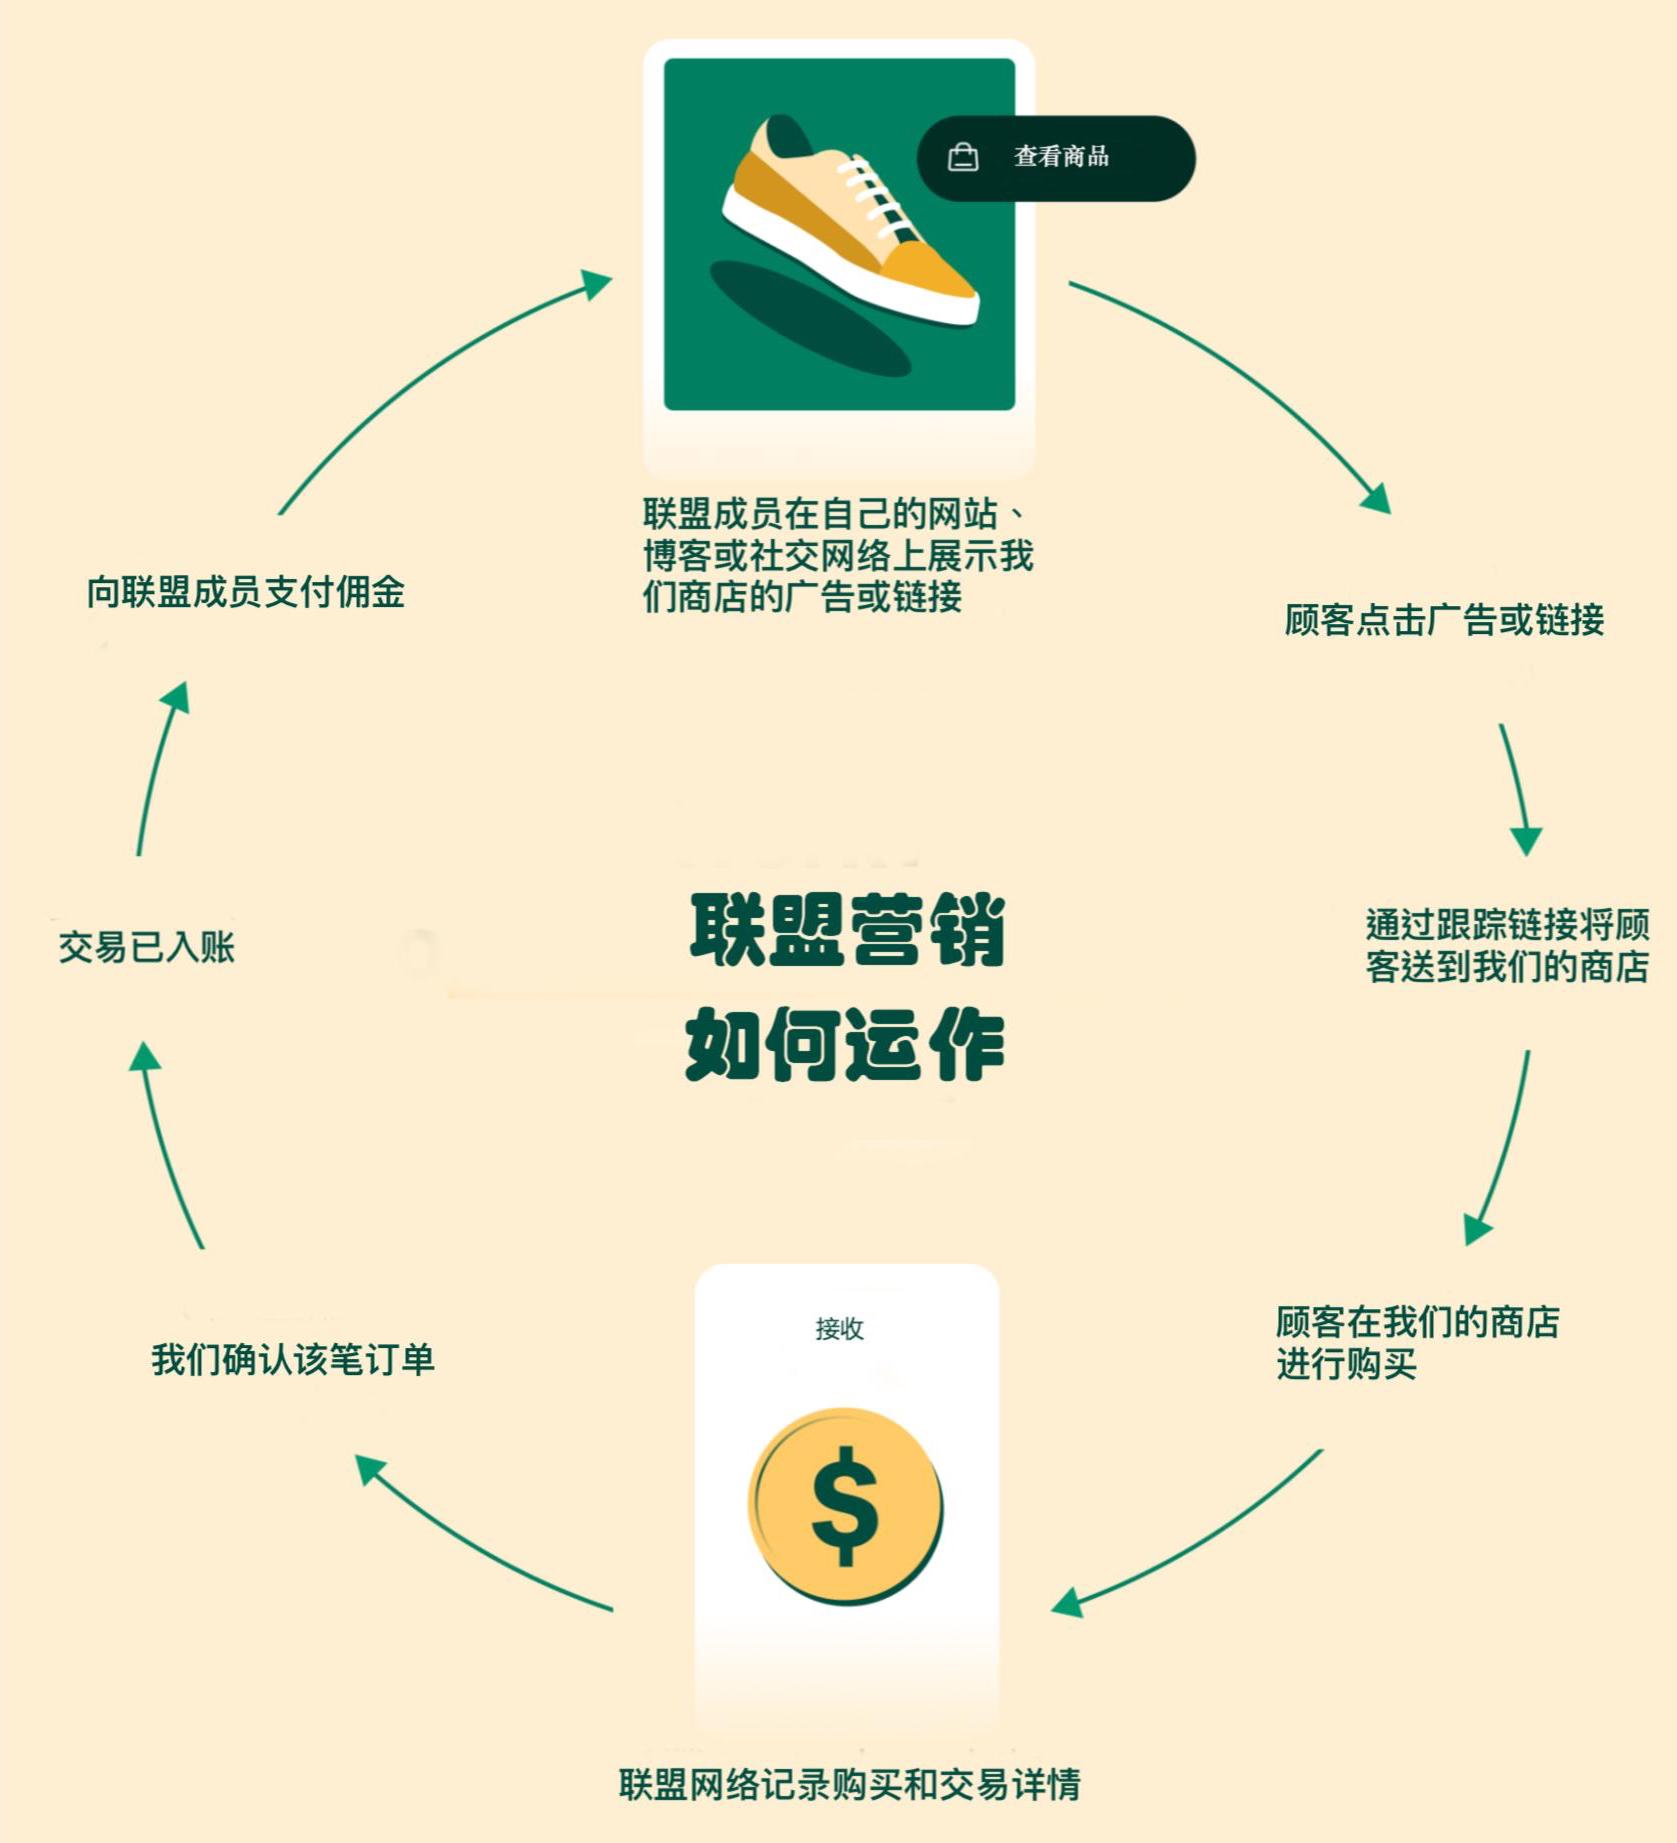 查看商品
联盟成员在自己的网站、
博客或社交网络上展示我
们商店的广告或链接
顾客点击广告或链接
通过跟踪链接将顾
客送到我们的商店
顾客在我们的商店
进行购买
接收
$
联盟网络记录购买和交易详情
我们确认该笔订单
交易已入账
向联盟成员支付佣金
联盟营销
如何运作